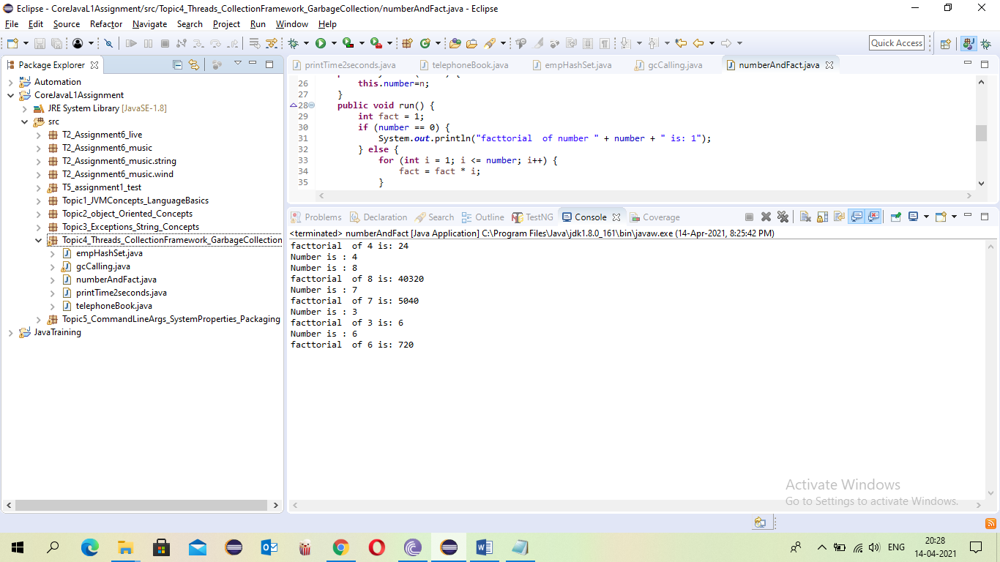 Eclipse - CoreJavaL1Assignment/src/Topic4_Threads_CollectionFramework_GarbageCollection/numberAndFact.java - Eclipse
File Edit Source Refactor Navigate Search Project Run Window Help
Quick Access
Package Explorer
Automation
CoreJavaL1Assignment
JRE System Library [JavaSE-1.8]
src
T2_Assignment6_live
T2_Assignment6_music
T2_Assignment6_music.string
T2_Assignment6_music.wind
T5_assignment1_test
Topic1_JVMConcepts_LanguageBasics
Topic2_object_Oriented_Concepts
Topic3_Exceptions_String_Concepts
Topic4_Threads_CollectionFramework_GarbageCollection
empHashSet.java
gcCalling.java
numberAndFact.java
printTime2seconds.java
telephoneBook.java
Topic5_CommandLineArgs_SystemProperties_Packaging
JavaTraining
printTime2seconds.java telephoneBook.java empHashSet.java gcCalling.java numberAndFact.java
26 this.number=n;
27 }
28 public void run() {
29 int fact = 1;
30 if (number == 0) {
31 System.out.println("facttorial  of number " + number + " is: 1");
32 } else {
33 for (int i = 1; i <= number; i++) {
34 fact = fact * i;
35 }
Problems Declaration Search Outline TestNG Console Coverage
<terminated> numberAndFact [Java Application] C:\Program Files\Java\jdk1.8.0_161\bin\javaw.exe (14-Apr-2021, 8:25:42 PM)
facttorial  of 4 is: 24
Number is : 4
Number is : 8
facttorial  of 8 is: 40320
Number is : 7
facttorial  of 7 is: 5040
Number is : 3
facttorial  of 3 is: 6
Number is : 6
facttorial  of 6 is: 720
Activate Windows
Go to Settings to activate Windows.
ENG
20:28
14-04-2021